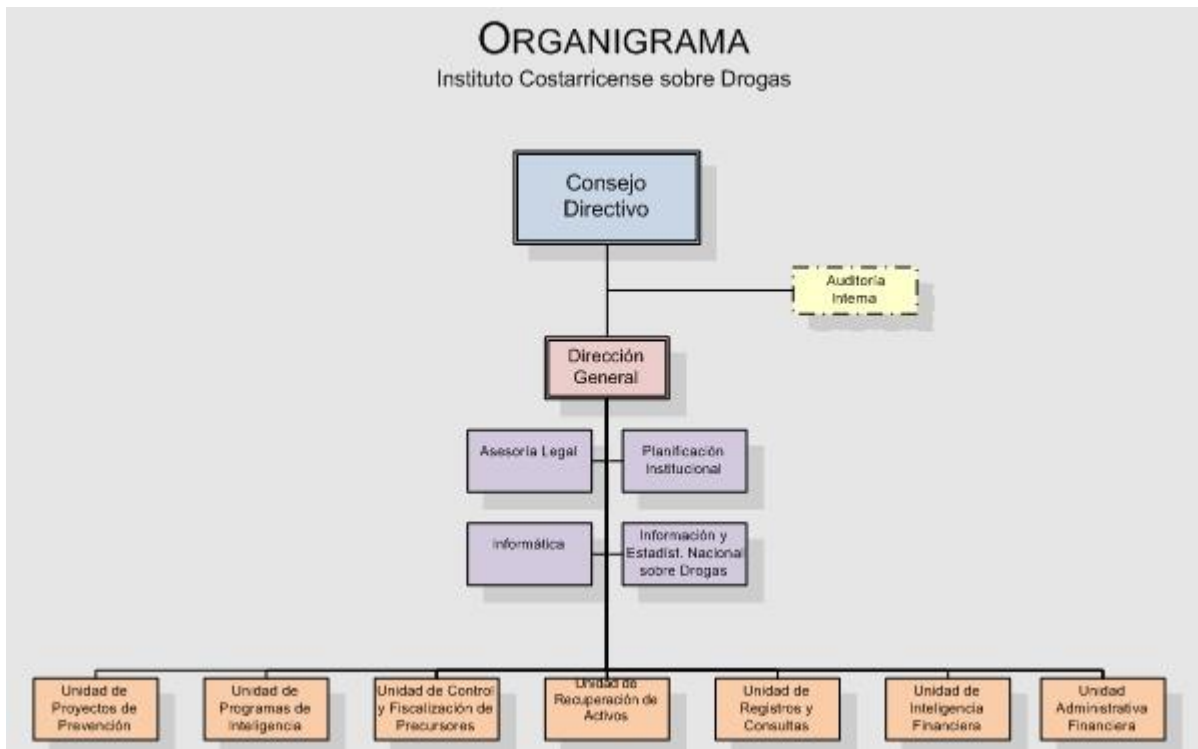 ORGANIGRAMA
Instituto Costarricense sobre Drogas
Consejo
Directivo
Auditoría
Interna
Dirección
General
Asesoría Legal
Planificación
Institucional
Informática
Información y
Estadíst. Nacional
sobre Drogas
Unidad de
Proyectos de
Prevención
Unidad de
Programas de
Inteligencia
Unidad de Control
y Fiscalización de
Precursores
Unidad de
Recuperación de
Activos
Unidad de
Registros y
Consultas
Unidad de
Inteligencia
Financiera
Unidad
Administrativa
Financiera